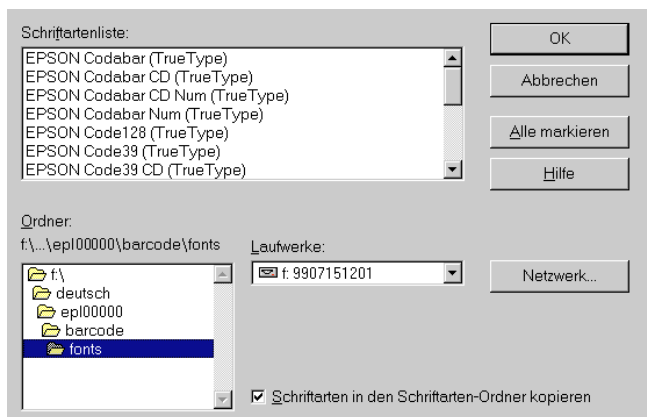 Schriftartenliste:
EPSON Codabar (TrueType)
EPSON Codabar CD (TrueType)
EPSON Codabar CD Num (TrueType)
EPSON Codabar Num (TrueType)
EPSON Code128 (TrueType)
EPSON Code39 (TrueType)
EPSON Code39 CD (TrueType)
OK
Abbrechen
Alle markieren
Hilfe
Ordner:
f:\...\epl00000\barcode\fonts
f:\
deutsch
epl00000
barcode
fonts
Laufwerke:
f: 9907151201
Netzwerk...
Schriftarten in den Schriftarten-Ordner kopieren